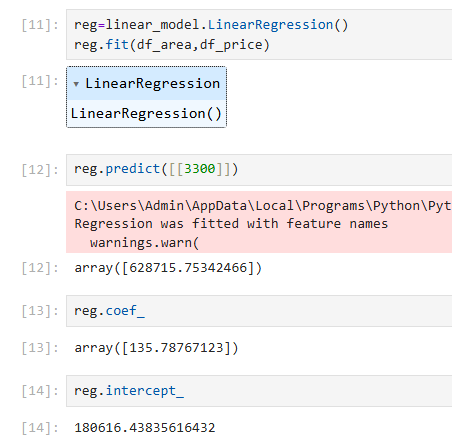 [11]: reg=linear_model.LinearRegression()
reg.fit(df_area,df_price)
[11]: ▾ LinearRegression
LinearRegression()
[12]: reg.predict([[3300]])
C:\Users\Admin\AppData\Local\Programs\Python\Pyt
Regression was fitted with feature names
warnings.warn(
[12]: array([628715.75342466])
[13]: reg.coef_
[13]: array([135.78767123])
[14]: reg.intercept_
[14]: 180616.43835616432